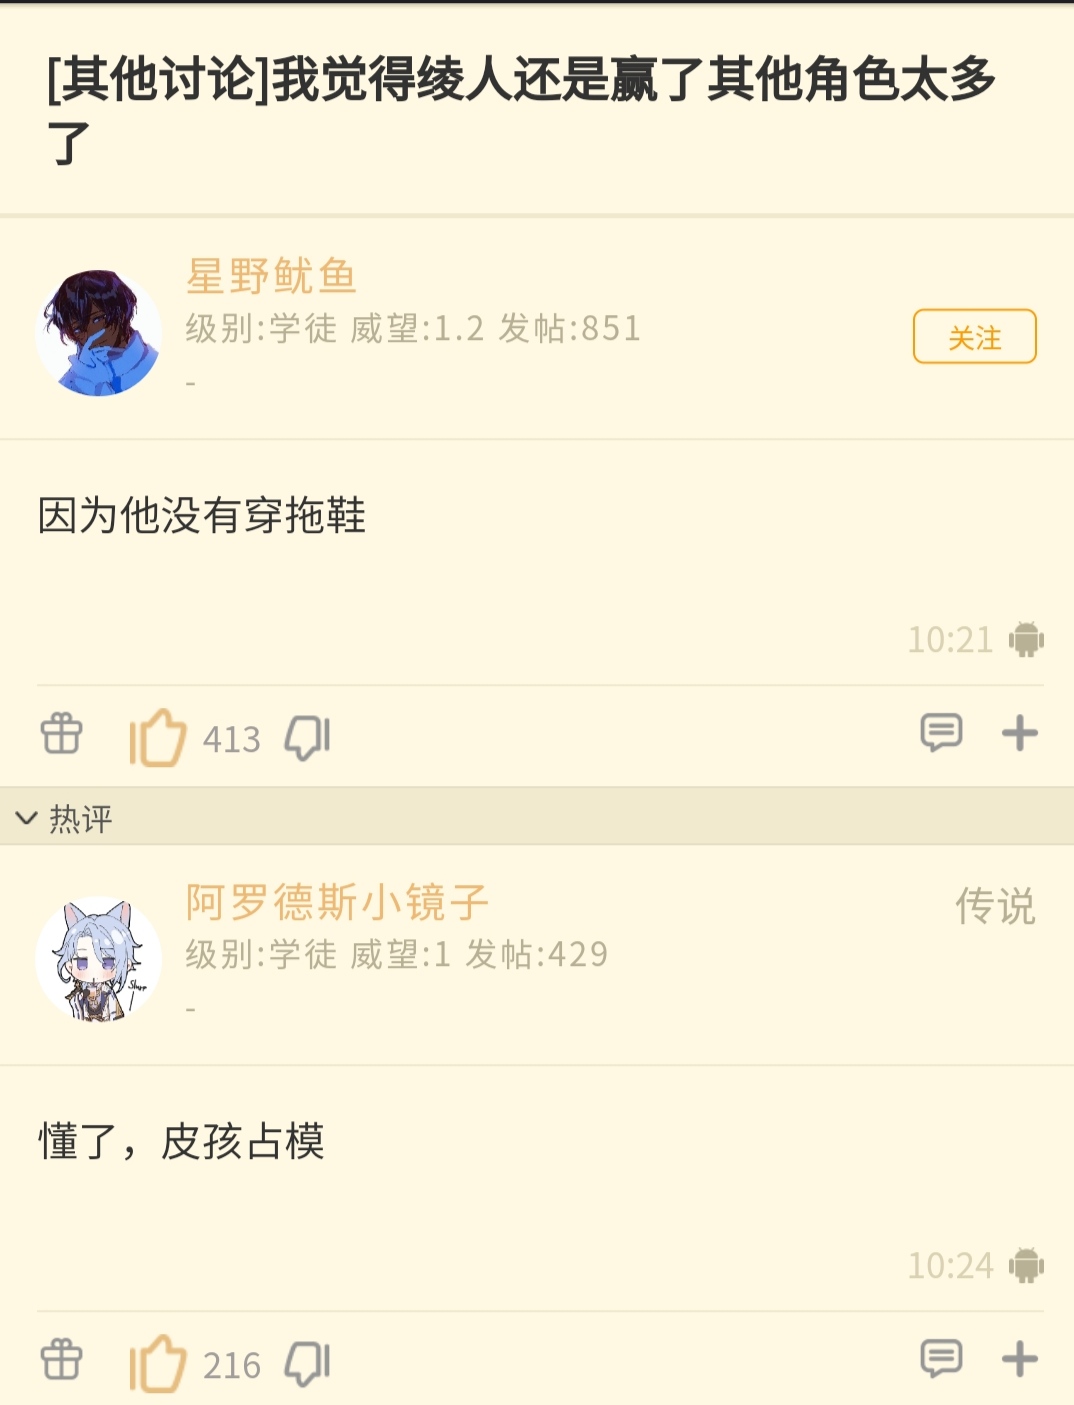 [其他讨论]我觉得绫人还是赢了其他角色太多
了
星野鱿鱼
级别:学徒 威望:1.2 发帖:851
关注
-
因为他没有穿拖鞋
10:21
413
热评
阿罗德斯小镜子
传说
级别:学徒 威望:1 发帖:429
-
懂了，皮孩占模
10:24
216